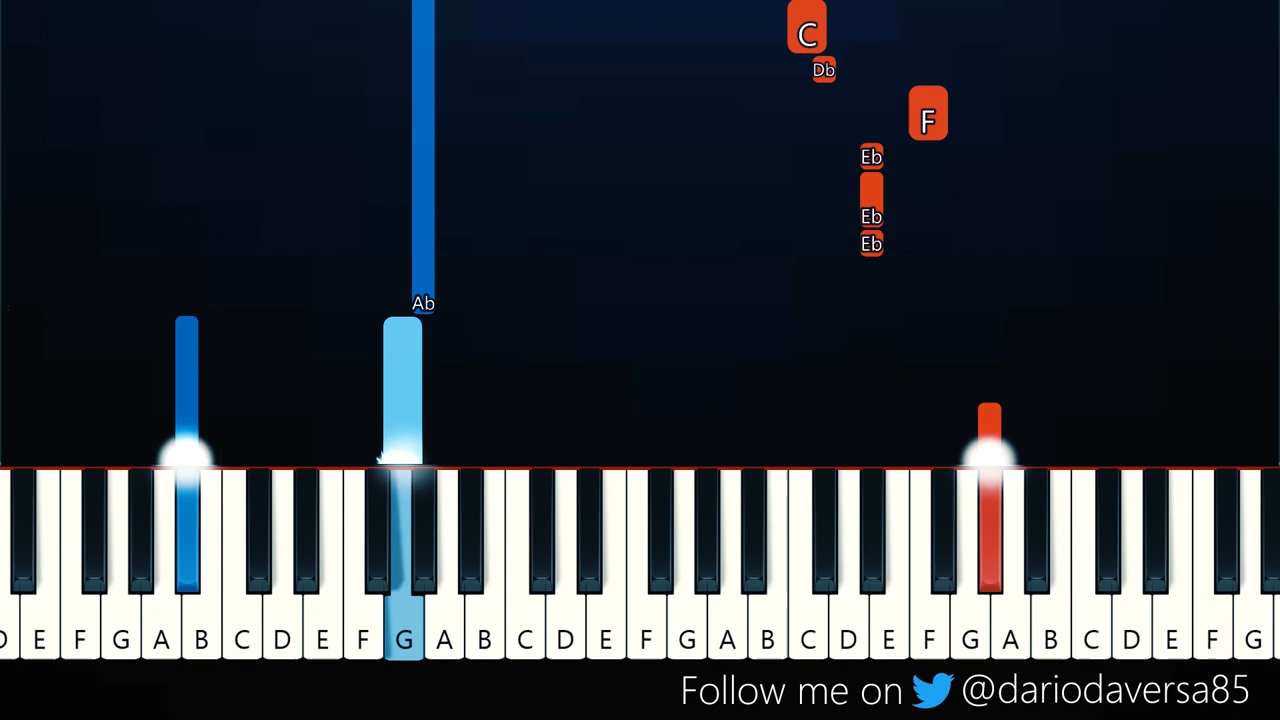 C
Db
F
Eb
Eb
Eb
Ab
D E F G A B C D E F G A B C D E F G A B C D E F G A B C D E F G
Follow me on @dariodaversa85